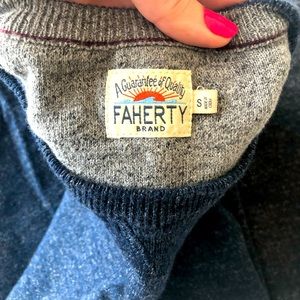 A Guarantee of Quality
FAHERTY
BRAND
S